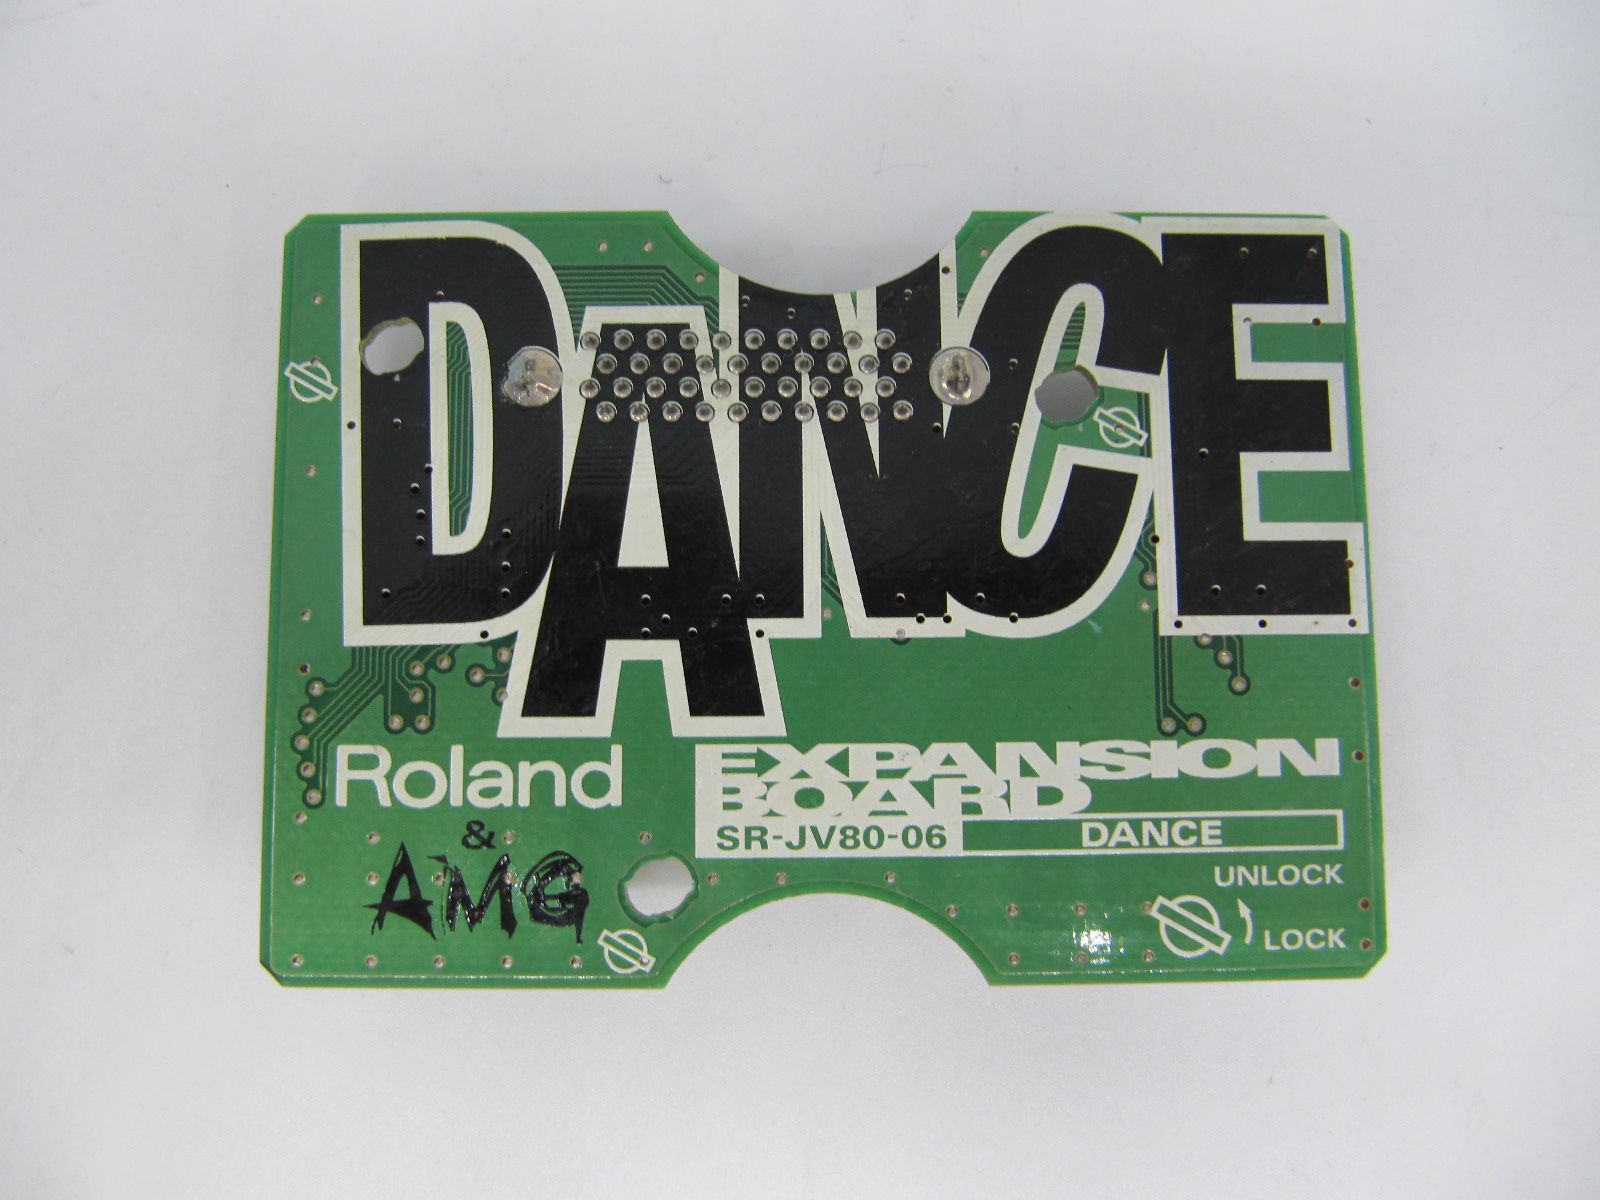 DANCE
Roland
&
AMG
EXPANSION
BOARD
SR-JV80-06 DANCE
UNLOCK
LOCK